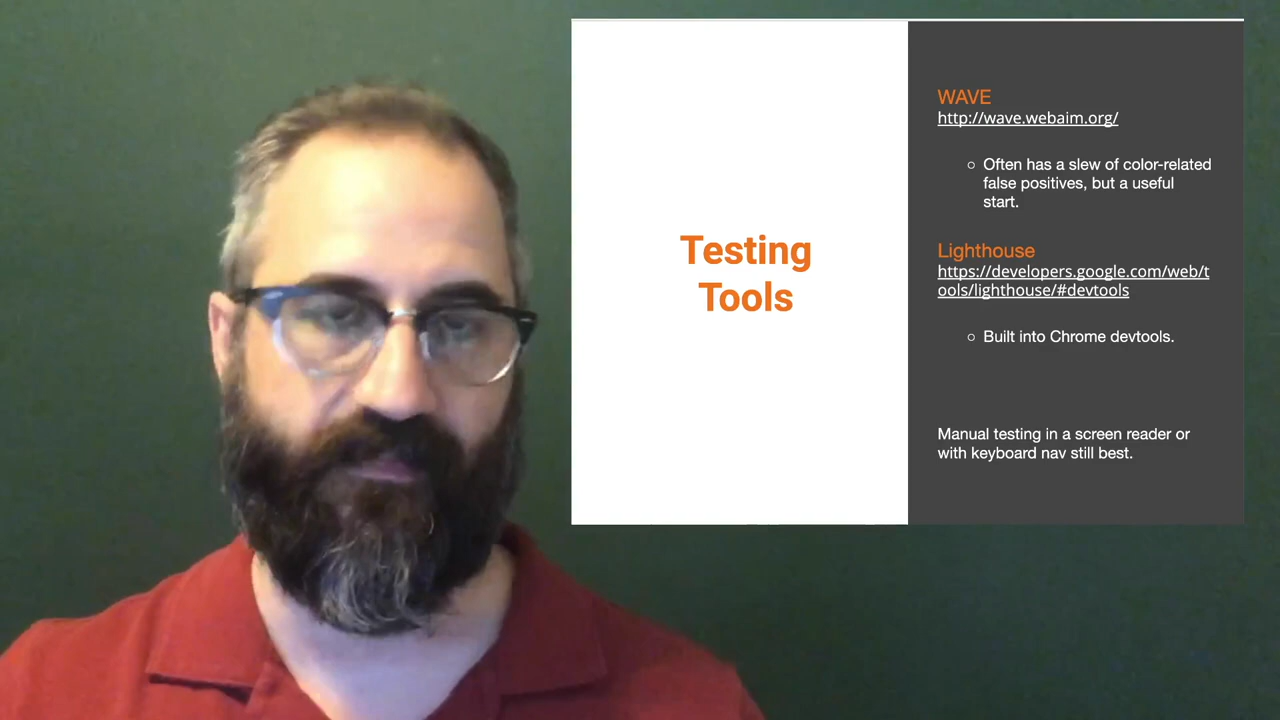 Testing
Tools
WAVE
http://wave.webaim.org/
Often has a slew of color-related
false positives, but a useful
start.
Lighthouse
https://developers.google.com/web/t
ools/lighthouse/#devtools
Built into Chrome devtools.
Manual testing in a screen reader or
with keyboard nav still best.